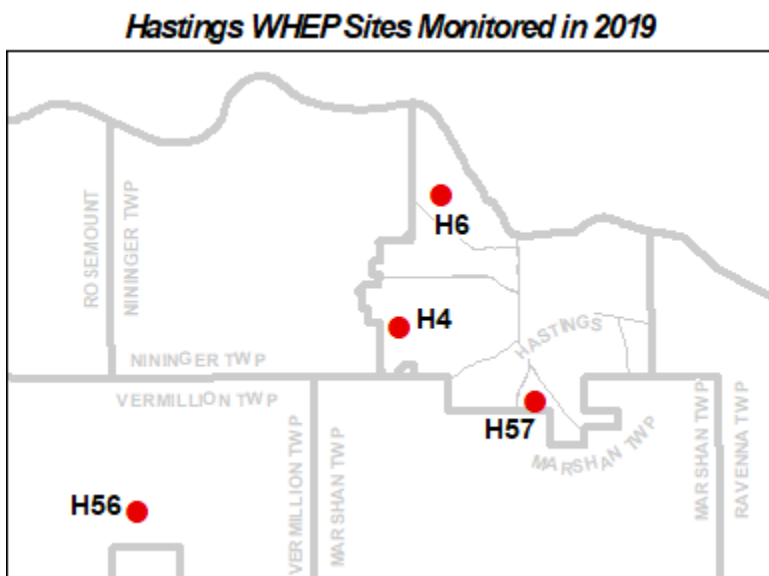 Hastings WHEP Sites Monitored in 2019
ROSEMOUNT
NININGER TWP
H6
H4
HASTINGS
NININGER TWP
VERMILLION TWP
H57
MARSHAN TWP
MARSHAN TWP
RAVENNA TWP
VERMILLION TWP
MARSHAN TWP
H56